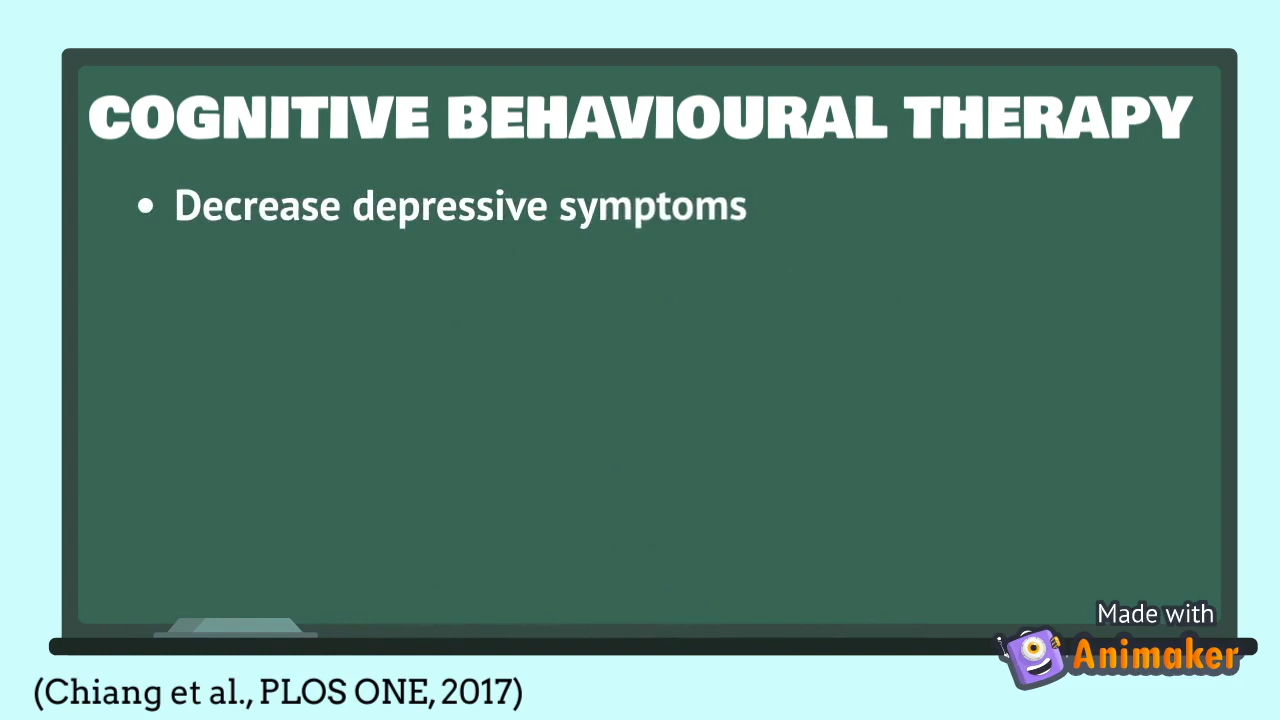 COGNITIVE BEHAVIOURAL THERAPY
• Decrease depressive symptoms
Made with
Animaker
(Chiang et al., PLOS ONE, 2017)